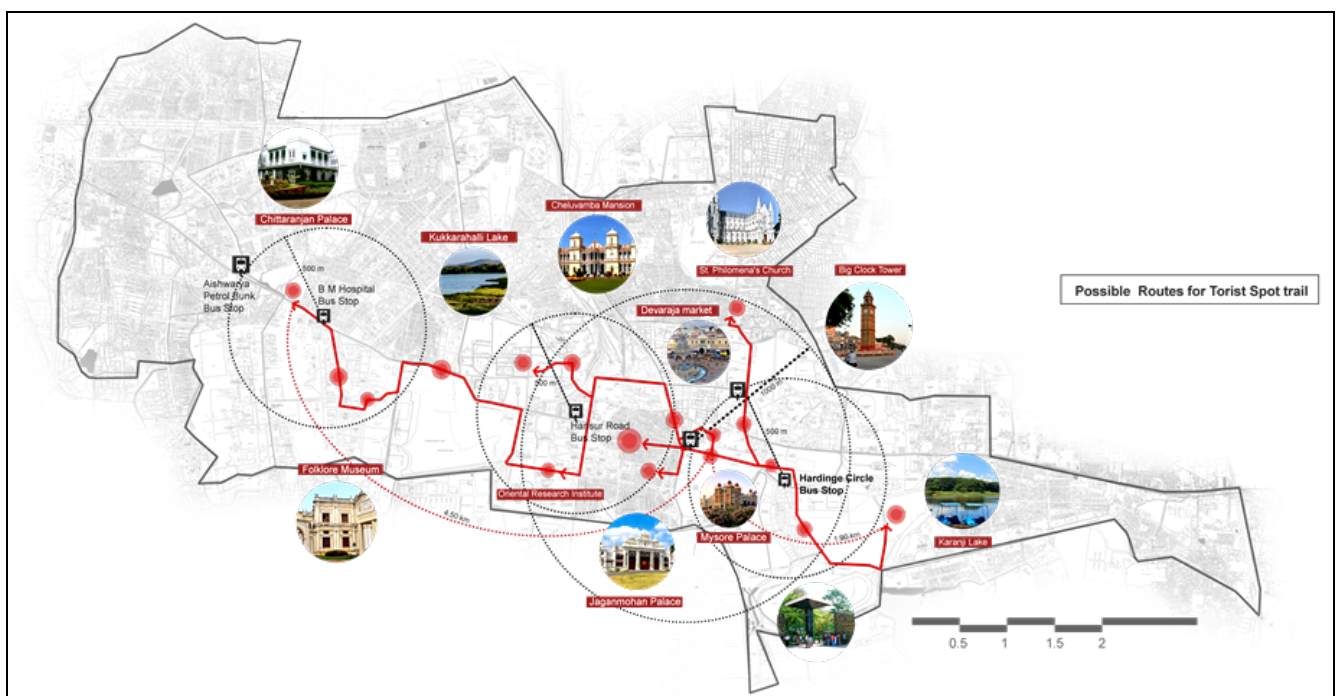 Chittaranjan Palace
Kukkarahalli Lake
Cheluvamba Mansion
St. Philomena's Church
Big Clock Tower
Aishwarya
Petrol Bunk
Bus Stop
500 m
B M Hospital
Bus Stop
Devaraja market
Possible Routes for Torist Spot trail
500 m
1000 m
Hunsur Road
Bus Stop
500 m
Folklore Museum
Oriental Research Institute
Hardinge Circle
Bus Stop
4.50 km
Mysore Palace
1.90 km
Karanji Lake
Jaganmohan Palace
0.5
1
1.5
2